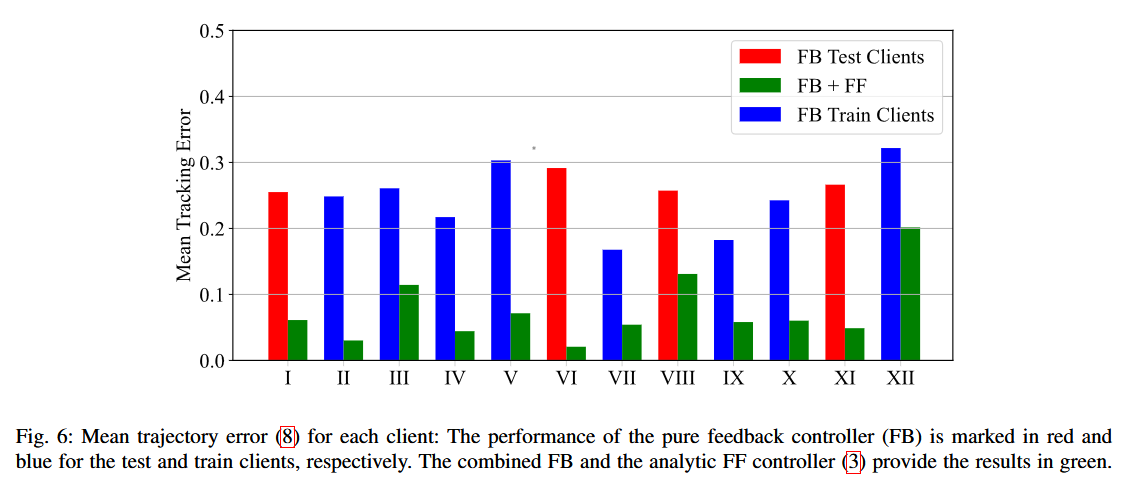 0.5
0.4
0.3
0.2
0.1
0.0
Mean Tracking Error
FB Test Clients
FB + FF
FB Train Clients
I II III IV V VI VII VIII IX X XI XII
Fig. 6: Mean trajectory error (8) for each client: The performance of the pure feedback controller (FB) is marked in red and
blue for the test and train clients, respectively. The combined FB and the analytic FF controller (3) provide the results in green.